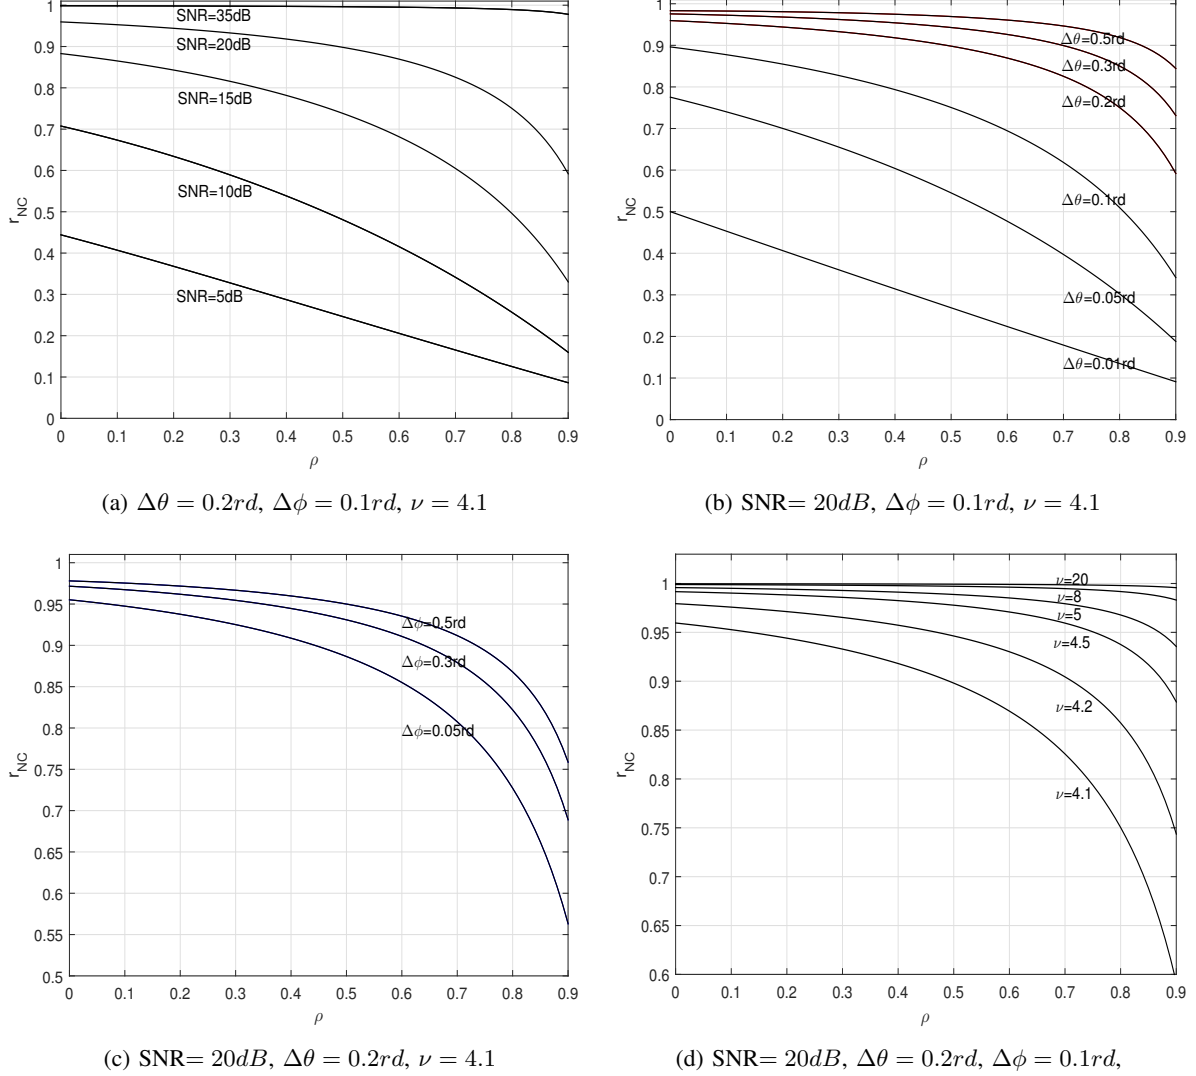 1
0.9
0.8
0.7
0.6
0.5
0.4
0.3
0.2
0.1
0
r_NC
SNR=35dB
SNR=20dB
SNR=15dB
SNR=10dB
SNR=5dB
0 0.1 0.2 0.3 0.4 0.5 0.6 0.7 0.8 0.9
ρ
(a) Δθ = 0.2rd, Δϕ = 0.1rd, ν = 4.1
1
0.9
0.8
0.7
0.6
0.5
0.4
0.3
0.2
0.1
0
r_NC
Δθ=0.5rd
Δθ=0.3rd
Δθ=0.2rd
Δθ=0.1rd
Δθ=0.05rd
Δθ=0.01rd
0 0.1 0.2 0.3 0.4 0.5 0.6 0.7 0.8 0.9
ρ
(b) SNR= 20dB, Δϕ = 0.1rd, ν = 4.1
1
0.95
0.9
0.85
0.8
0.75
0.7
0.65
0.6
0.55
0.5
r_NC
Δϕ=0.5rd
Δϕ=0.3rd
Δϕ=0.05rd
0 0.1 0.2 0.3 0.4 0.5 0.6 0.7 0.8 0.9
ρ
(c) SNR= 20dB, Δθ = 0.2rd, ν = 4.1
1
0.95
0.9
0.85
0.8
0.75
0.7
0.65
0.6
r_NC
ν=20
ν=8
ν=5
ν=4.5
ν=4.2
ν=4.1
0 0.1 0.2 0.3 0.4 0.5 0.6 0.7 0.8 0.9
ρ
(d) SNR= 20dB, Δθ = 0.2rd, Δϕ = 0.1rd,